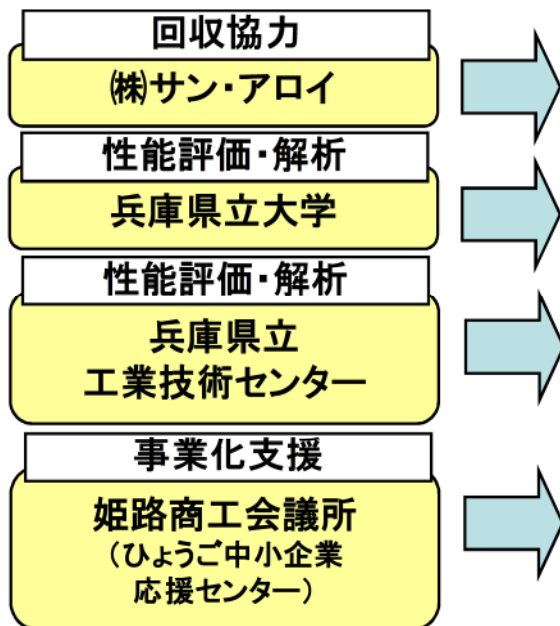 回収協力
㈱サン・アロイ
性能評価・解析
兵庫県立大学
性能評価・解析
兵庫県立
工業技術センター
事業化支援
姫路商工会議所
（ひょうご中小企業
応援センター）